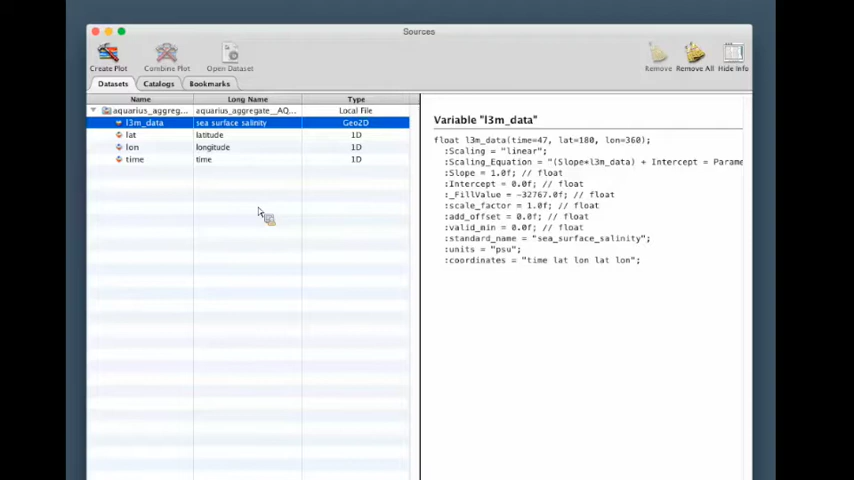 Sources
Create Plot Combine Plot Open Dataset Remove Remove All Hide Info
Datasets Catalogs Bookmarks
Name Long Name Type
aquarius_aggreg... aquarius_aggregate__AQ... Local File
l3m_data sea surface salinity Geo2D
lat latitude 1D
lon longitude 1D
time time 1D
Variable "l3m_data"
float l3m_data(time=47, lat=180, lon=360);
:Scaling = "linear";
:Scaling_Equation = "(Slope*l3m_data) + Intercept = Parame
:Slope = 1.0f; // float
:Intercept = 0.0f; // float
:_FillValue = -32767.0f; // float
:scale_factor = 1.0f; // float
:add_offset = 0.0f; // float
:valid_min = 0.0f; // float
:standard_name = "sea_surface_salinity";
:units = "psu";
:coordinates = "time lat lon lat lon";